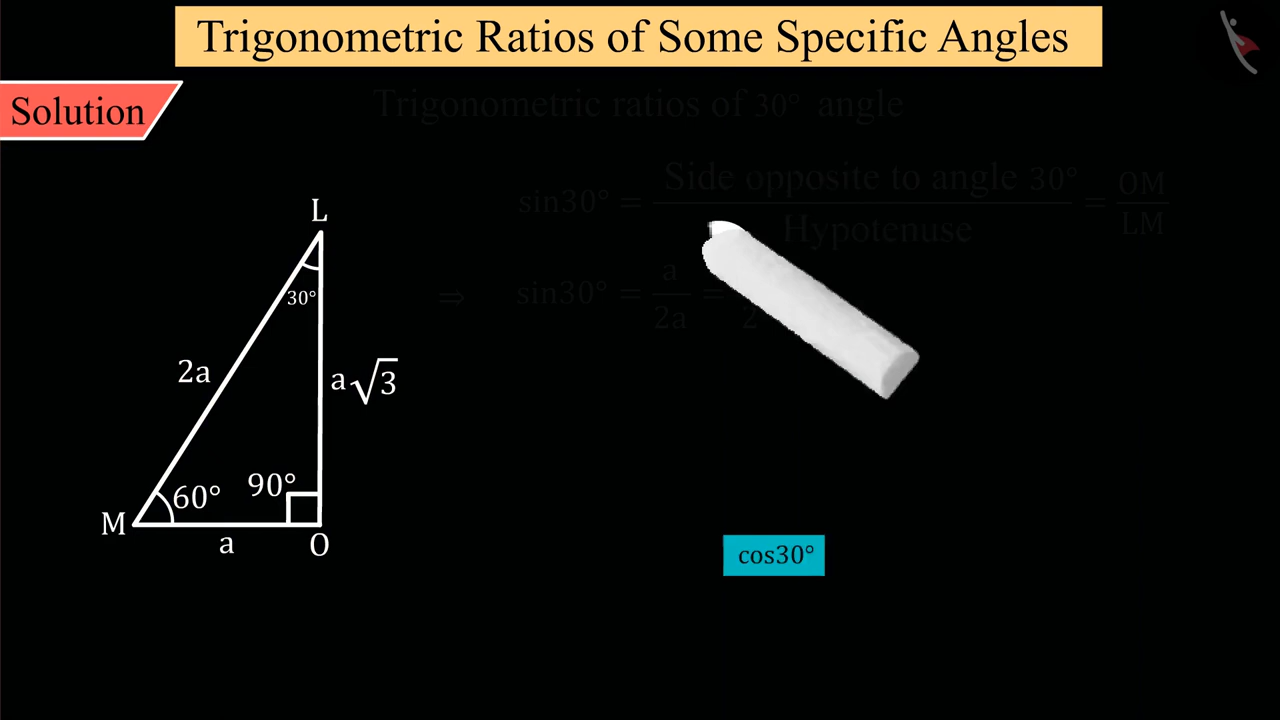 Trigonometric Ratios of Some Specific Angles
Solution
Trigonometric ratios of 30° angle
sin30° = Side opposite to angle 30° / Hypotenuse = OM / LM
⇒ sin30° = a / 2a = / 2
L
30°
2a
a√3
60°
90°
M
a
O
cos30°